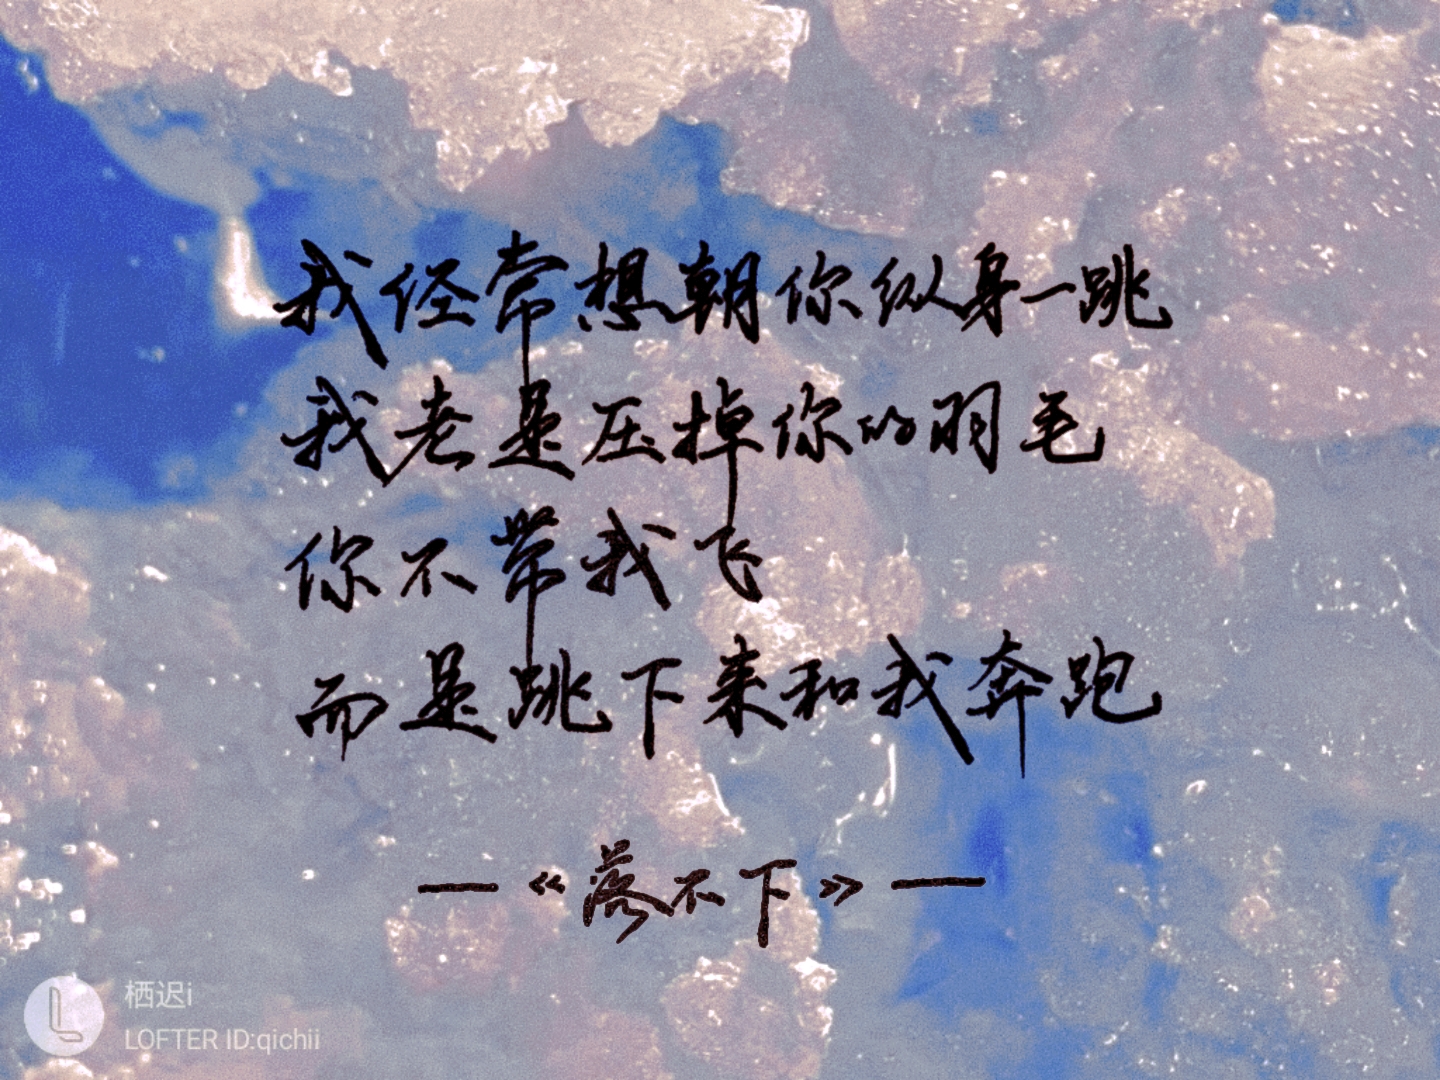 我经常想朝你纵身一跳
我老是压掉你的羽毛
你不带我飞
而是跳下来和我奔跑
—《落不下》—
栖迟i
LOFTER ID:qichii